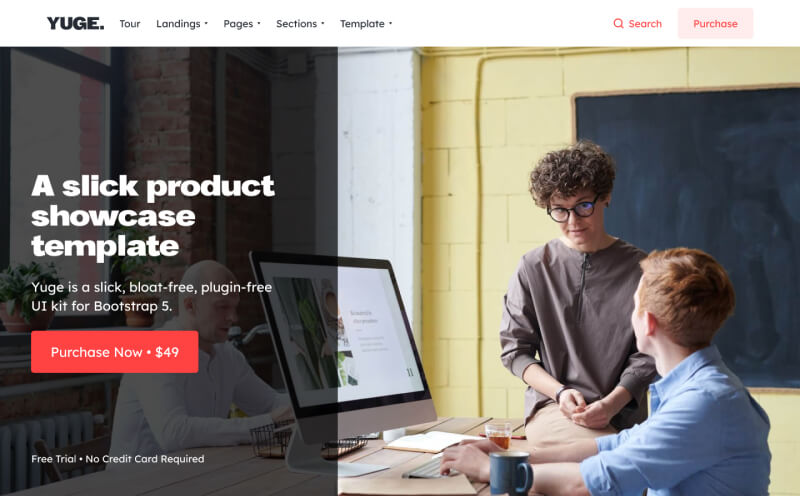 YUGE. Tour Landings Pages Sections Template Search Purchase
A slick product
showcase
template
Yuge is a slick, bloat-free, plugin-free
UI kit for Bootstrap 5.
Purchase Now • $49
Free Trial • No Credit Card Required